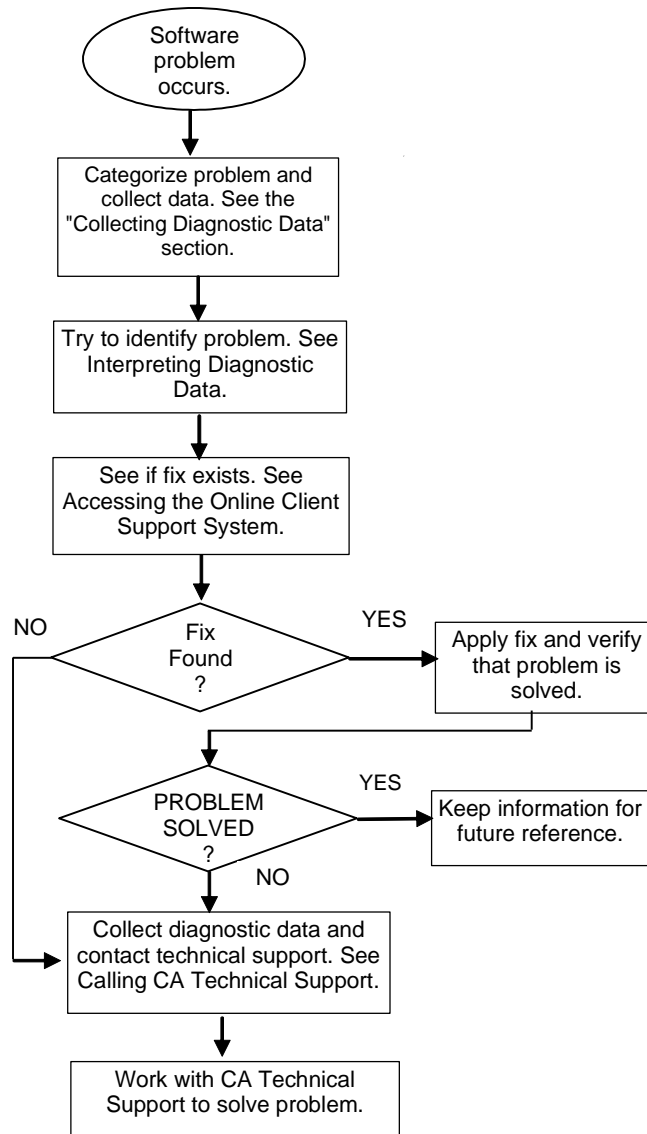 Software
problem
occurs.
Categorize problem and
collect data. See the
"Collecting Diagnostic Data"
section.
Try to identify problem. See
Interpreting Diagnostic
Data.
See if fix exists. See
Accessing the Online Client
Support System.
NO
Fix
Found
?
YES
Apply fix and verify
that problem is
solved.
PROBLEM
SOLVED
?
YES
Keep information for
future reference.
NO
Collect diagnostic data and
contact technical support. See
Calling CA Technical Support.
Work with CA Technical
Support to solve problem.